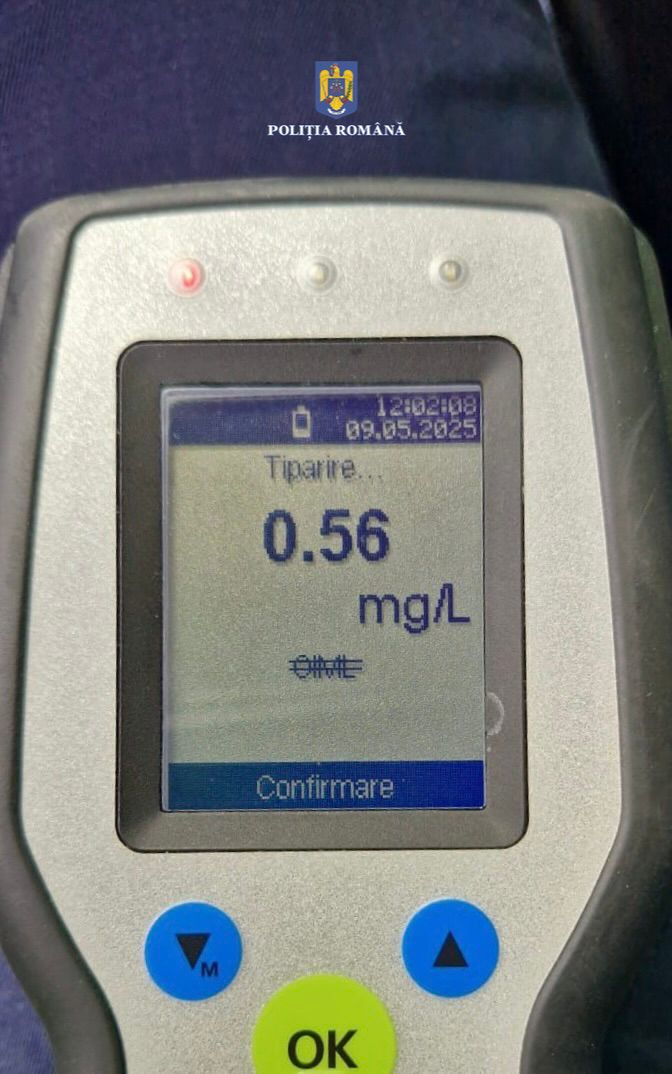 POLIȚIA ROMÂNĂ
12:02:08
09.05.2025
Tiparire...
0.56
mg/L
OIML
Confirmare
M
OK